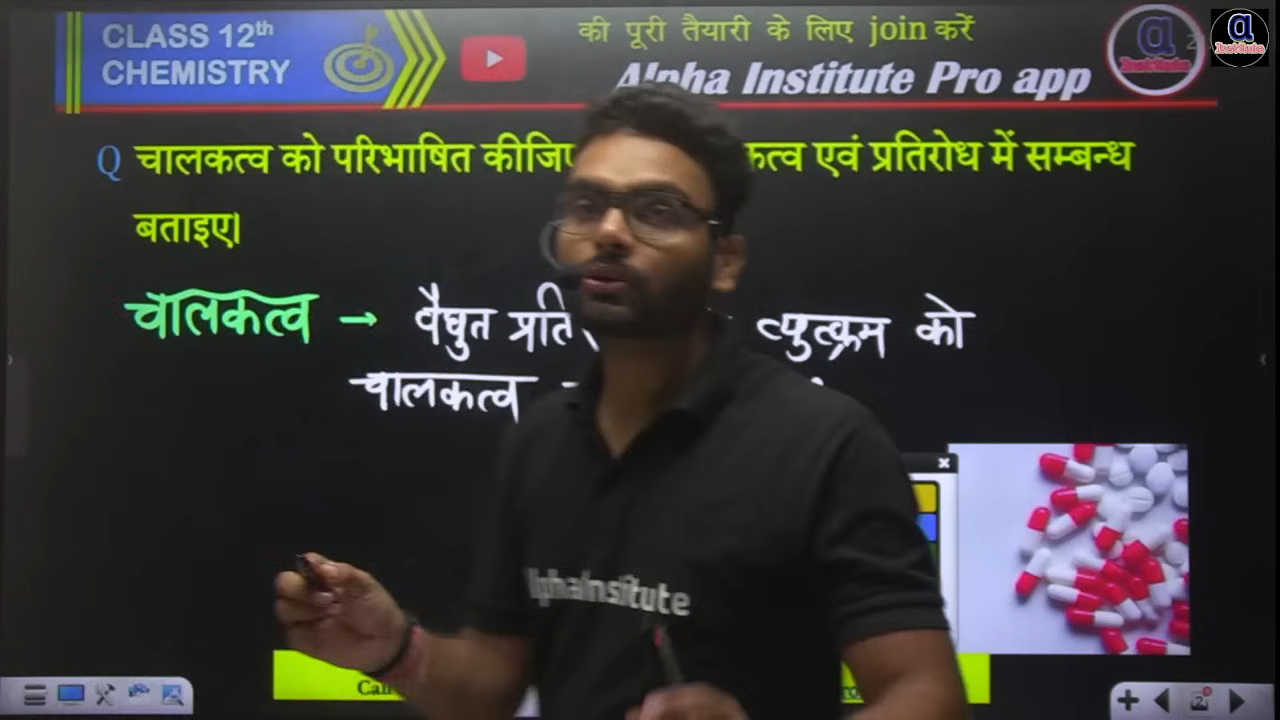 CLASS 12th
CHEMISTRY
की पूरी तैयारी के लिए join करें
Alpha Institute Pro app
Q चालकत्व को परिभाषित कीजिए एवं प्रतिरोध में सम्बन्ध
बताइए।
चालकत्व → वैद्युत व्युत्क्रम को
चालकत्व
AlphaInstitute
α Institute